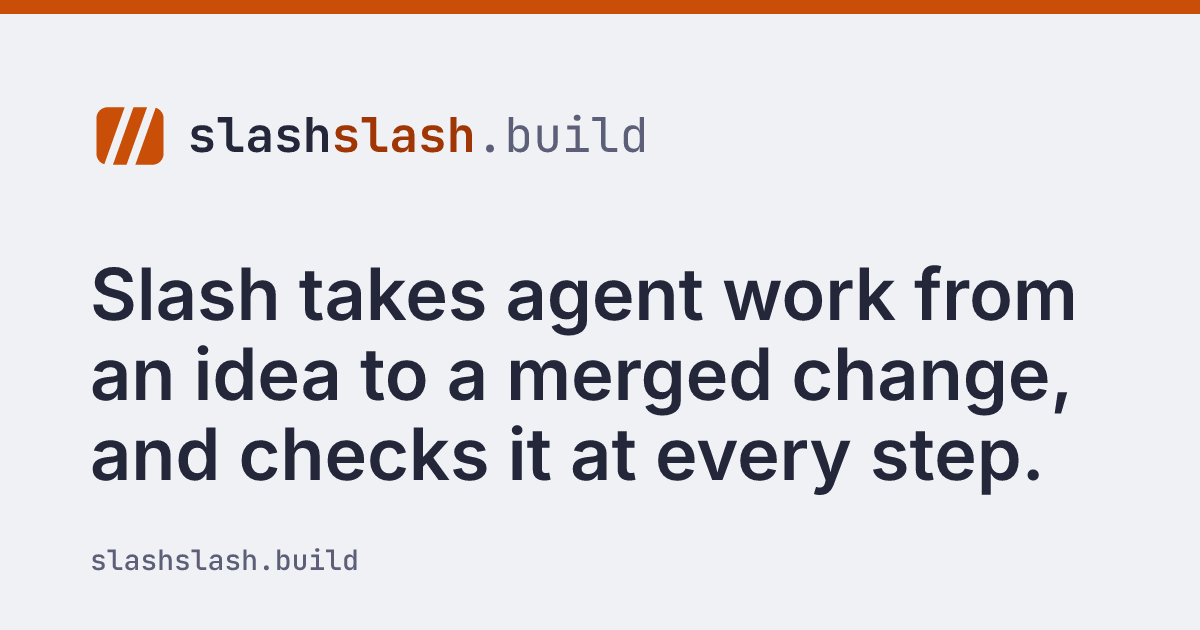 slashslash.build
Slash takes agent work from
an idea to a merged change,
and checks it at every step.
slashslash.build